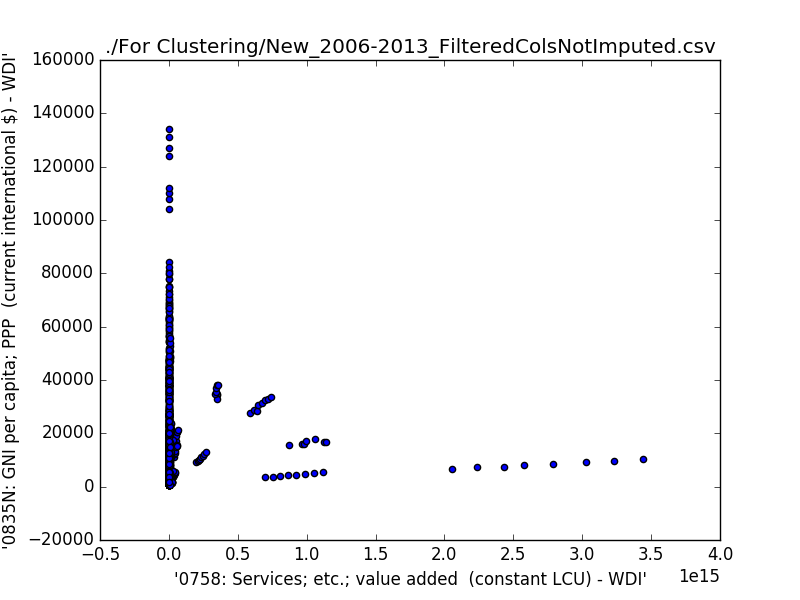 ./For Clustering/New_2006-2013_FilteredColsNotImputed.csv
'0835N: GNI per capita; PPP  (current international $) - WDI'
160000
140000
120000
100000
80000
60000
40000
20000
0
−20000
−0.5 0.0 0.5 1.0 1.5 2.0 2.5 3.0 3.5 4.0
1e15
'0758: Services; etc.; value added  (constant LCU) - WDI'